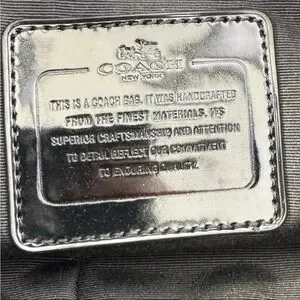 COACH
NEW YORK
THIS IS A COACH BAG. IT WAS HANDCRAFTED
FROM THE FINEST MATERIALS. ITS
SUPERIOR CRAFTSMANSHIP AND ATTENTION
TO DETAIL REFLECT OUR COMMITMENT
TO ENDURING QUALITY.